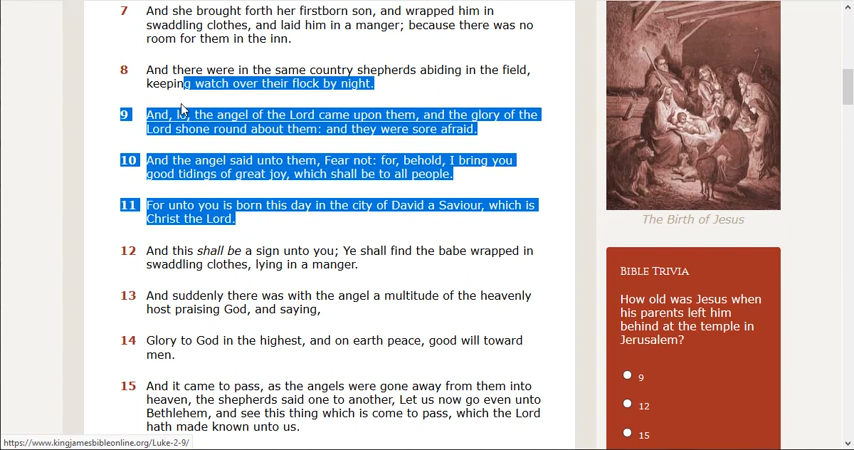 7 And she brought forth her firstborn son, and wrapped him in
swaddling clothes, and laid him in a manger; because there was no
room for them in the inn.
8 And there were in the same country shepherds abiding in the field,
keeping watch over their flock by night.
9 And, lo, the angel of the Lord came upon them, and the glory of the
Lord shone round about them: and they were sore afraid.
10 And the angel said unto them, Fear not: for, behold, I bring you
good tidings of great joy, which shall be to all people.
11 For unto you is born this day in the city of David a Saviour, which is
Christ the Lord.
12 And this shall be a sign unto you; Ye shall find the babe wrapped in
swaddling clothes, lying in a manger.
13 And suddenly there was with the angel a multitude of the heavenly
host praising God, and saying,
14 Glory to God in the highest, and on earth peace, good will toward
men.
15 And it came to pass, as the angels were gone away from them into
heaven, the shepherds said one to another, Let us now go even unto
Bethlehem, and see this thing which is come to pass, which the Lord
hath made known unto us.
https://www.kingjamesbibleonline.org/Luke-2-9/
The Birth of Jesus
BIBLE TRIVIA
How old was Jesus when
his parents left him
behind at the temple in
Jerusalem?
9
12
15